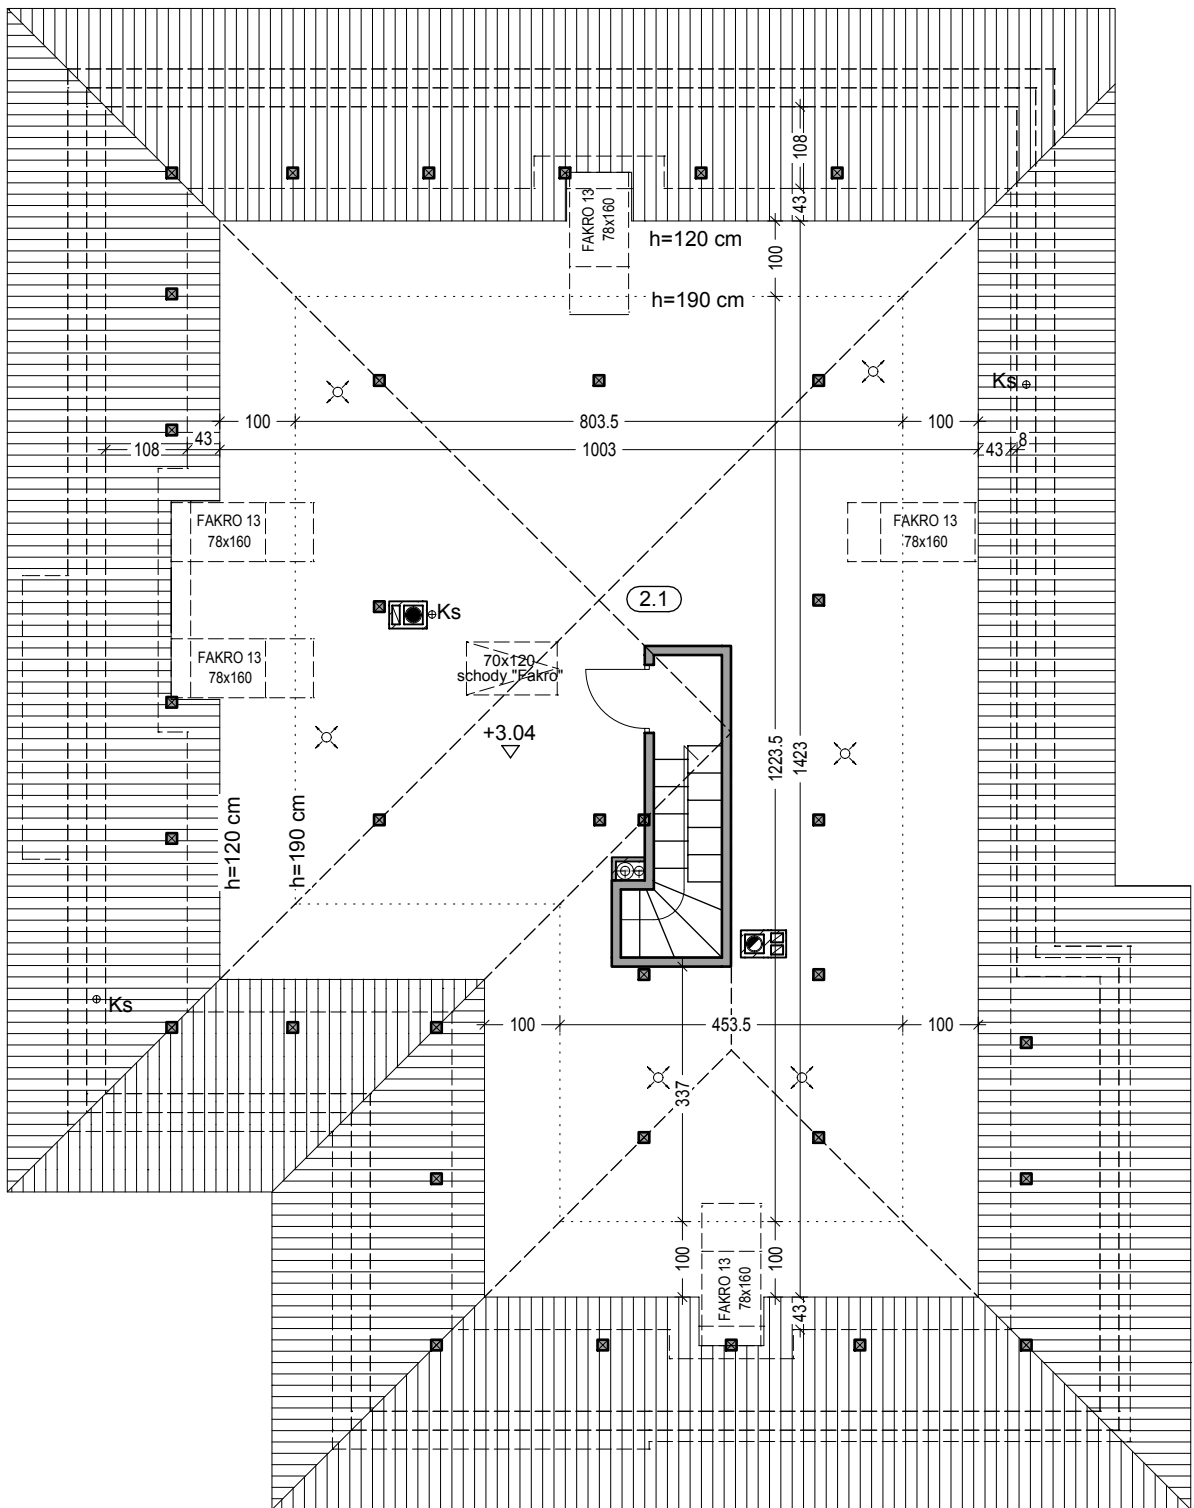 108
43
FAKRO 13
78x160
h=120 cm
100
h=190 cm
Ks
100
803.5
100
108
43
1003
43
8
FAKRO 13
78x160
FAKRO 13
78x160
2.1
Ks
FAKRO 13
78x160
70x120
schody "Fakro"
+3.04
1223.5
1423
h=120 cm
h=190 cm
Ks
100
453.5
100
337
100
100
FAKRO 13
78x160
43